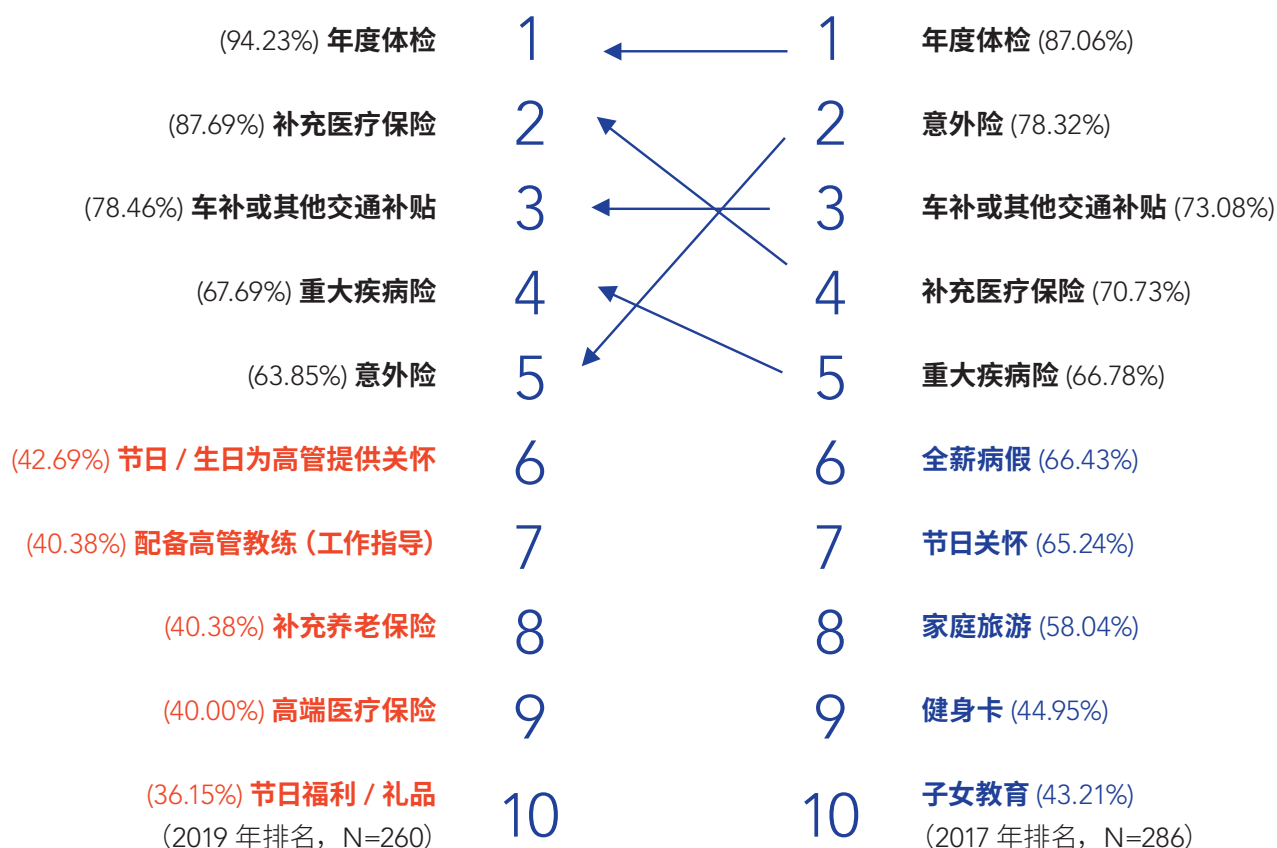 (94.23%) 年度体检 1 1 年度体检 (87.06%)
(87.69%) 补充医疗保险 2 2 意外险 (78.32%)
(78.46%) 车补或其他交通补贴 3 3 车补或其他交通补贴 (73.08%)
(67.69%) 重大疾病险 4 4 补充医疗保险 (70.73%)
(63.85%) 意外险 5 5 重大疾病险 (66.78%)
(42.69%) 节日 / 生日为高管提供关怀 6 6 全薪病假 (66.43%)
(40.38%) 配备高管教练（工作指导） 7 7 节日关怀 (65.24%)
(40.38%) 补充养老保险 8 8 家庭旅游 (58.04%)
(40.00%) 高端医疗保险 9 9 健身卡 (44.95%)
(36.15%) 节日福利 / 礼品 10 10 子女教育 (43.21%)
（2019 年排名，N=260） （2017 年排名，N=286）